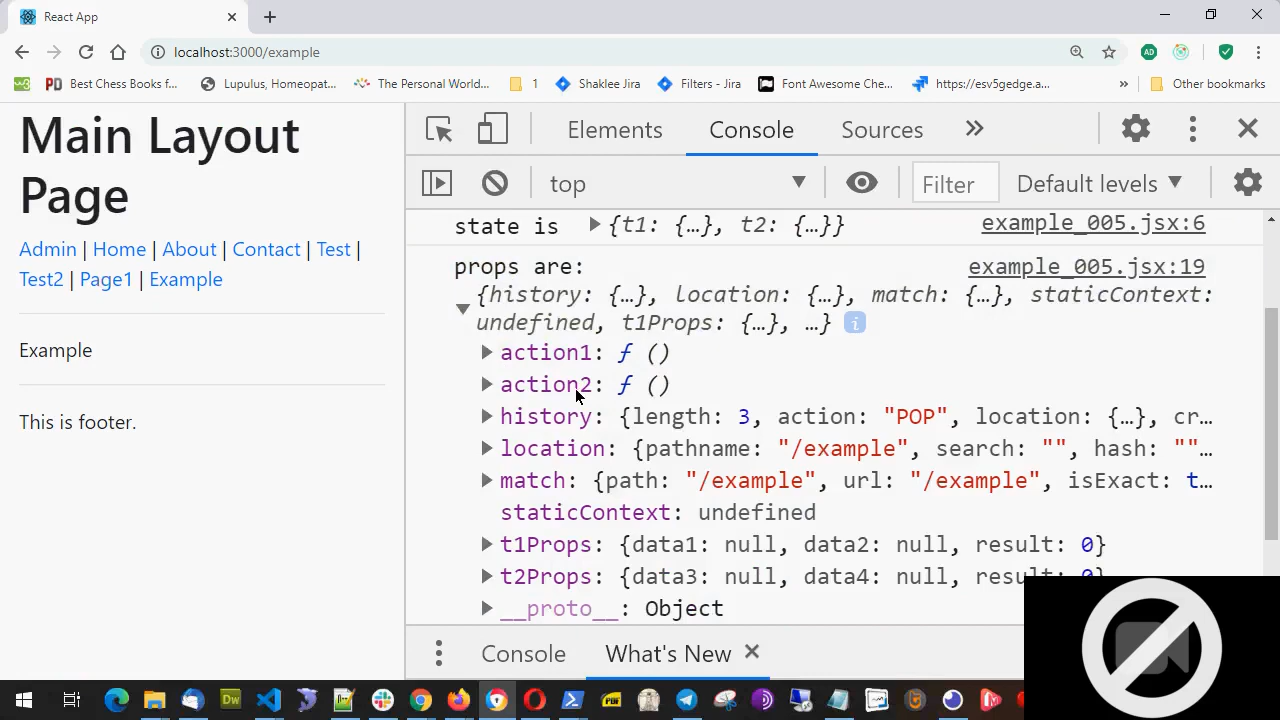 React App
localhost:3000/example
Best Chess Books f...
Lupulus, Homeopat...
The Personal World...
1
Shaklee Jira
Filters - Jira
Font Awesome Che...
https://esv5gedge.a...
»
Other bookmarks
Main Layout
Page
Admin | Home | About | Contact | Test |
Test2 | Page1 | Example
Example
This is footer.
Elements
Console
Sources
top
Filter
Default levels
state is {t1: {…}, t2: {…}} example_005.jsx:6
props are: example_005.jsx:19
{history: {…}, location: {…}, match: {…}, staticContext:
undefined, t1Props: {…}, …}
action1: ƒ ()
action2: ƒ ()
history: {length: 3, action: "POP", location: {…}, cr…
location: {pathname: "/example", search: "", hash: ""…
match: {path: "/example", url: "/example", isExact: t…
staticContext: undefined
t1Props: {data1: null, data2: null, result: 0}
t2Props: {data3: null, data4: null, result: 0}
__proto__: Object
Console
What's New